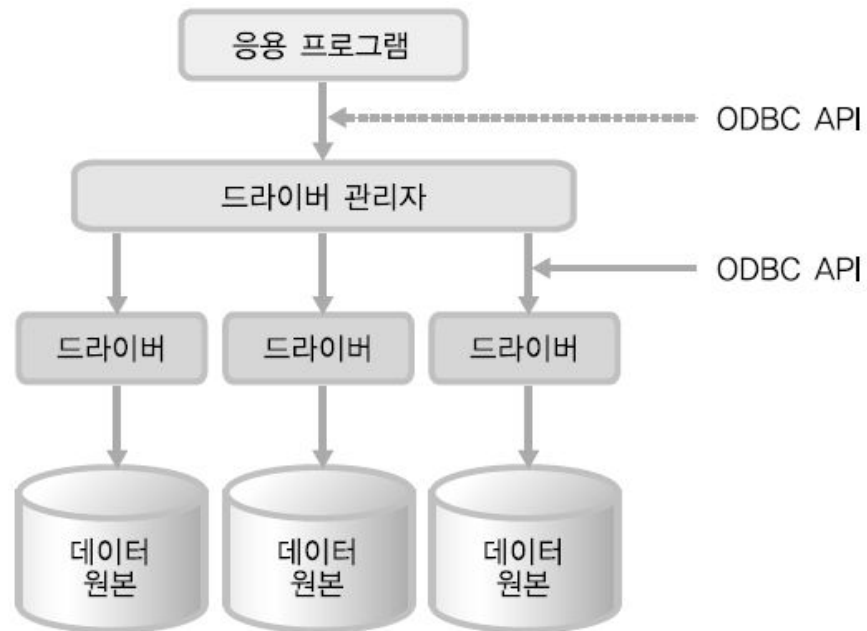 응용 프로그램
ODBC API
드라이버 관리자
ODBC API
드라이버
드라이버
드라이버
데이터
원본
데이터
원본
데이터
원본